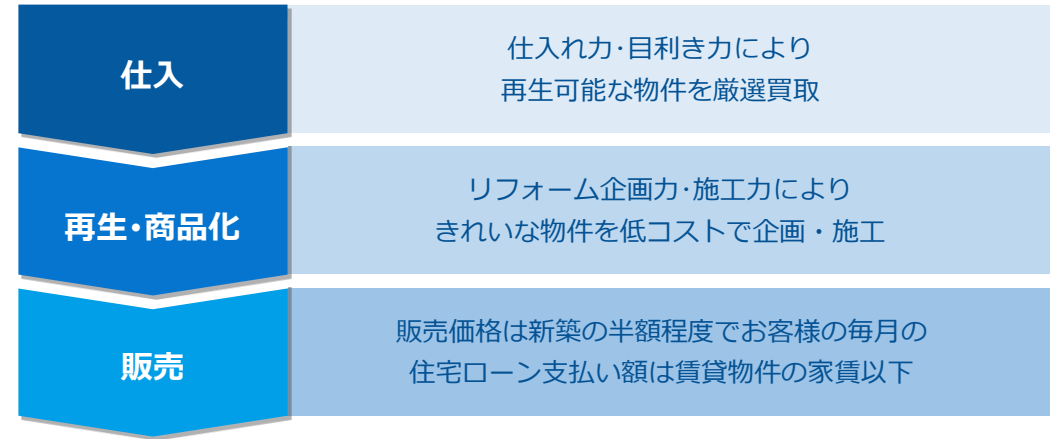 仕入
仕入れ力･目利き力により
再生可能な物件を厳選買取
再生･商品化
リフォーム企画力･施工力により
きれいな物件を低コストで企画・施工
販売
販売価格は新築の半額程度でお客様の毎月の
住宅ローン支払い額は賃貸物件の家賃以下